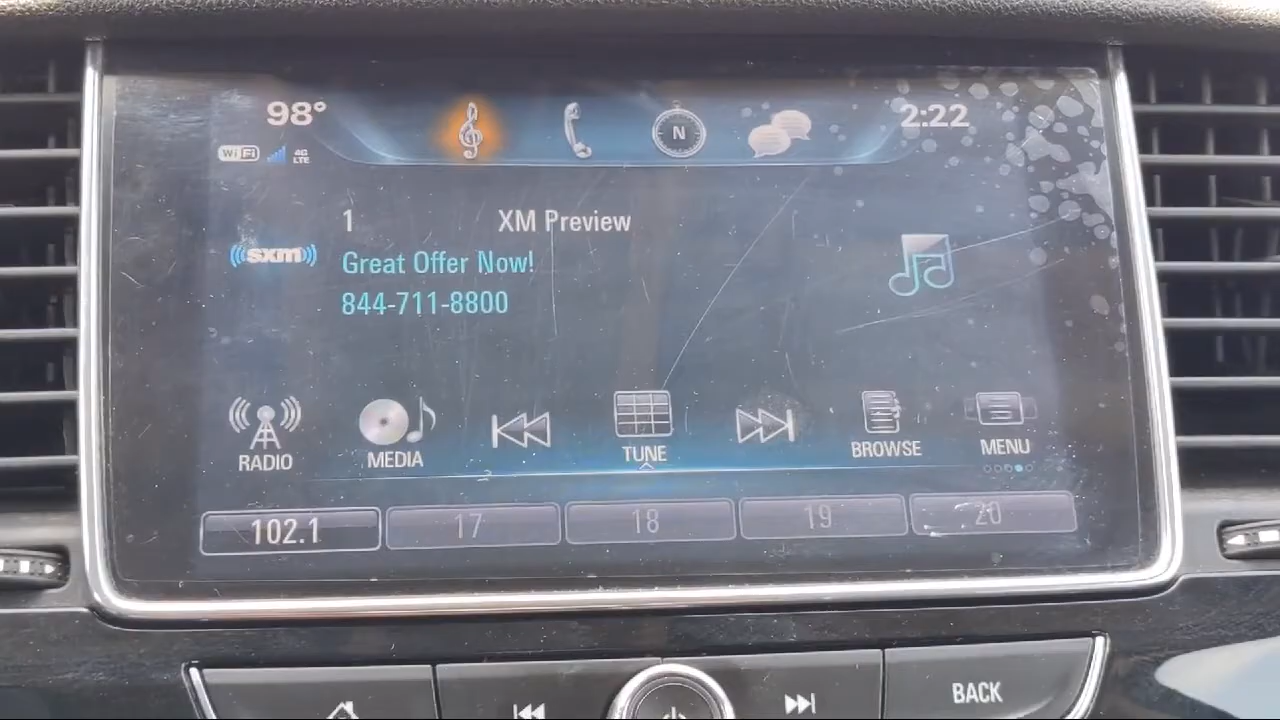 98°
N
2:22
WiFi
4G
LTE
1 XM Preview
sxm
Great Offer Now!
844-711-8800
RADIO
MEDIA
TUNE
BROWSE
MENU
102.1 17 18 19 20
BACK